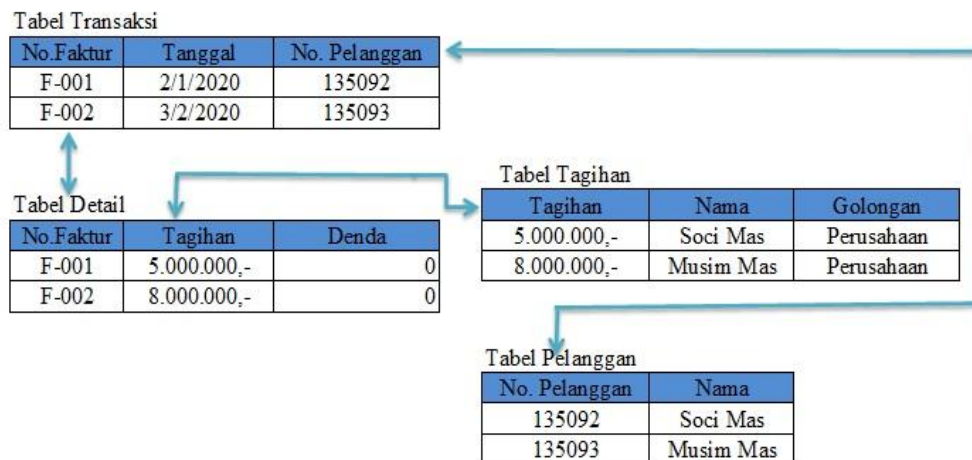 Tabel Transaksi
No.Faktur Tanggal No. Pelanggan
F-001 2/1/2020 135092
F-002 3/2/2020 135093
Tabel Detail
No.Faktur Tagihan Denda
F-001 5.000.000,- 0
F-002 8.000.000,- 0
Tabel Tagihan
Tagihan Nama Golongan
5.000.000,- Soci Mas Perusahaan
8.000.000,- Musim Mas Perusahaan
Tabel Pelanggan
No. Pelanggan Nama
135092 Soci Mas
135093 Musim Mas